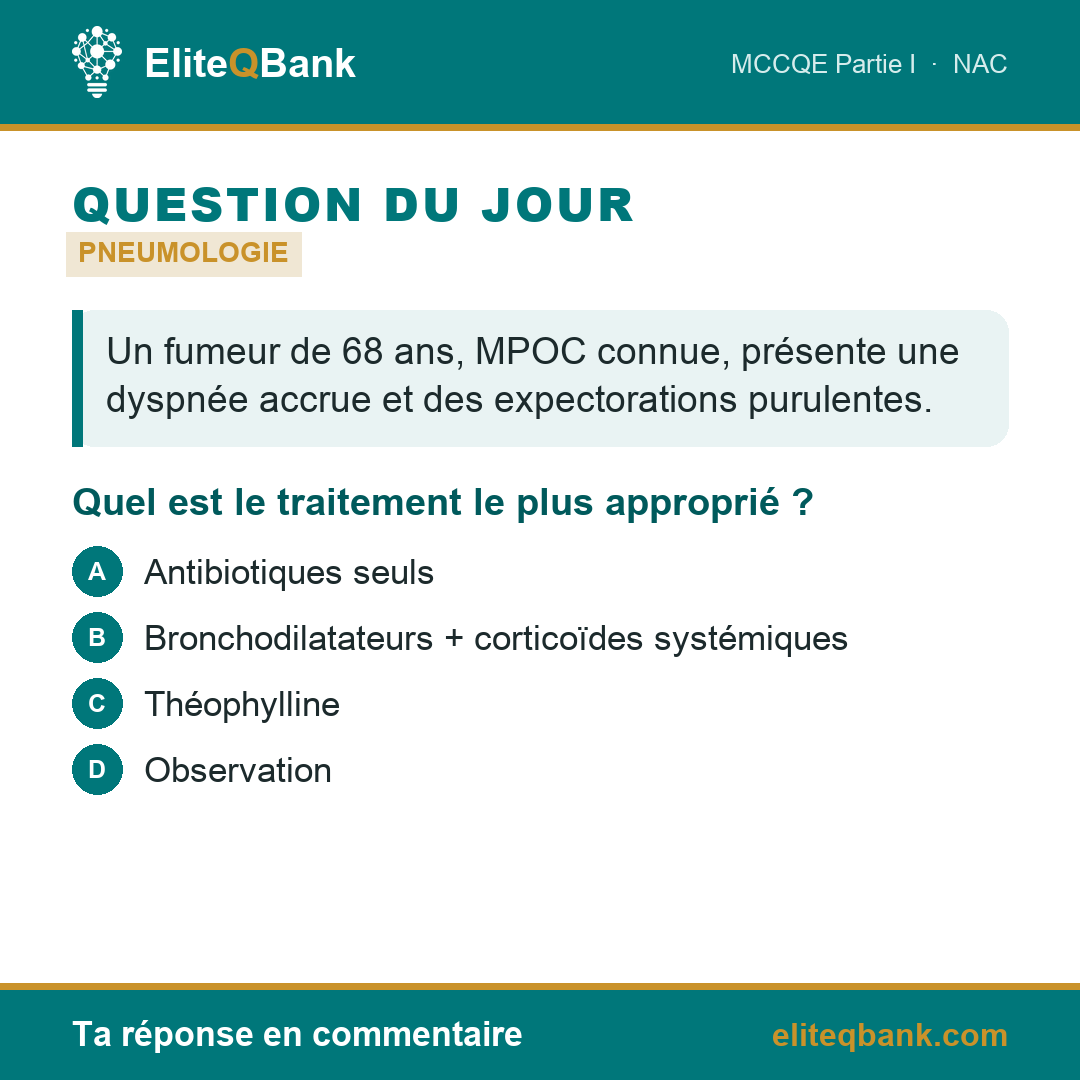 EliteQBank
MCCQE Partie I · NAC
QUESTION DU JOUR
PNEUMOLOGIE
Un fumeur de 68 ans, MPOC connue, présente une
dyspnée accrue et des expectorations purulentes.
Quel est le traitement le plus approprié ?
A Antibiotiques seuls
B Bronchodilatateurs + corticoïdes systémiques
C Théophylline
D Observation
Ta réponse en commentaire
eliteqbank.com